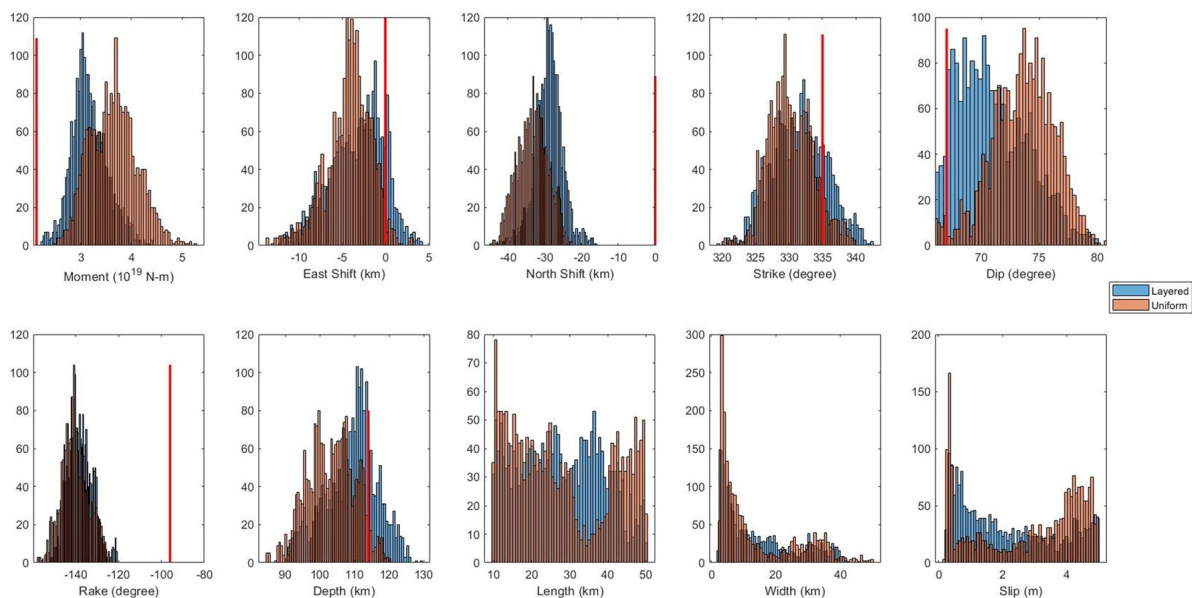 120 120 120 120 100
100 100 100 100
80 80 80 80 80
60 60 60 60 60
40 40 40 40 40
20 20 20 20 20
0 0 0 0 0
3 4 5 -10 -5 0 5 -40 -30 -20 -10 0 320 325 330 335 340 70 75 80
Moment (10^19 N-m) East Shift (km) North Shift (km) Strike (degree) Dip (degree)
Layered
Uniform
120 120 80 300 200
100 100 70 250
80 80 60 200 150
60 60 50 150 100
40 40 40 100
20 20 30 50 50
20
10
0 0 0 0 0
-140 -120 -100 -80 90 100 110 120 130 10 20 30 40 50 0 20 40 0 2 4
Rake (degree) Depth (km) Length (km) Width (km) Slip (m)